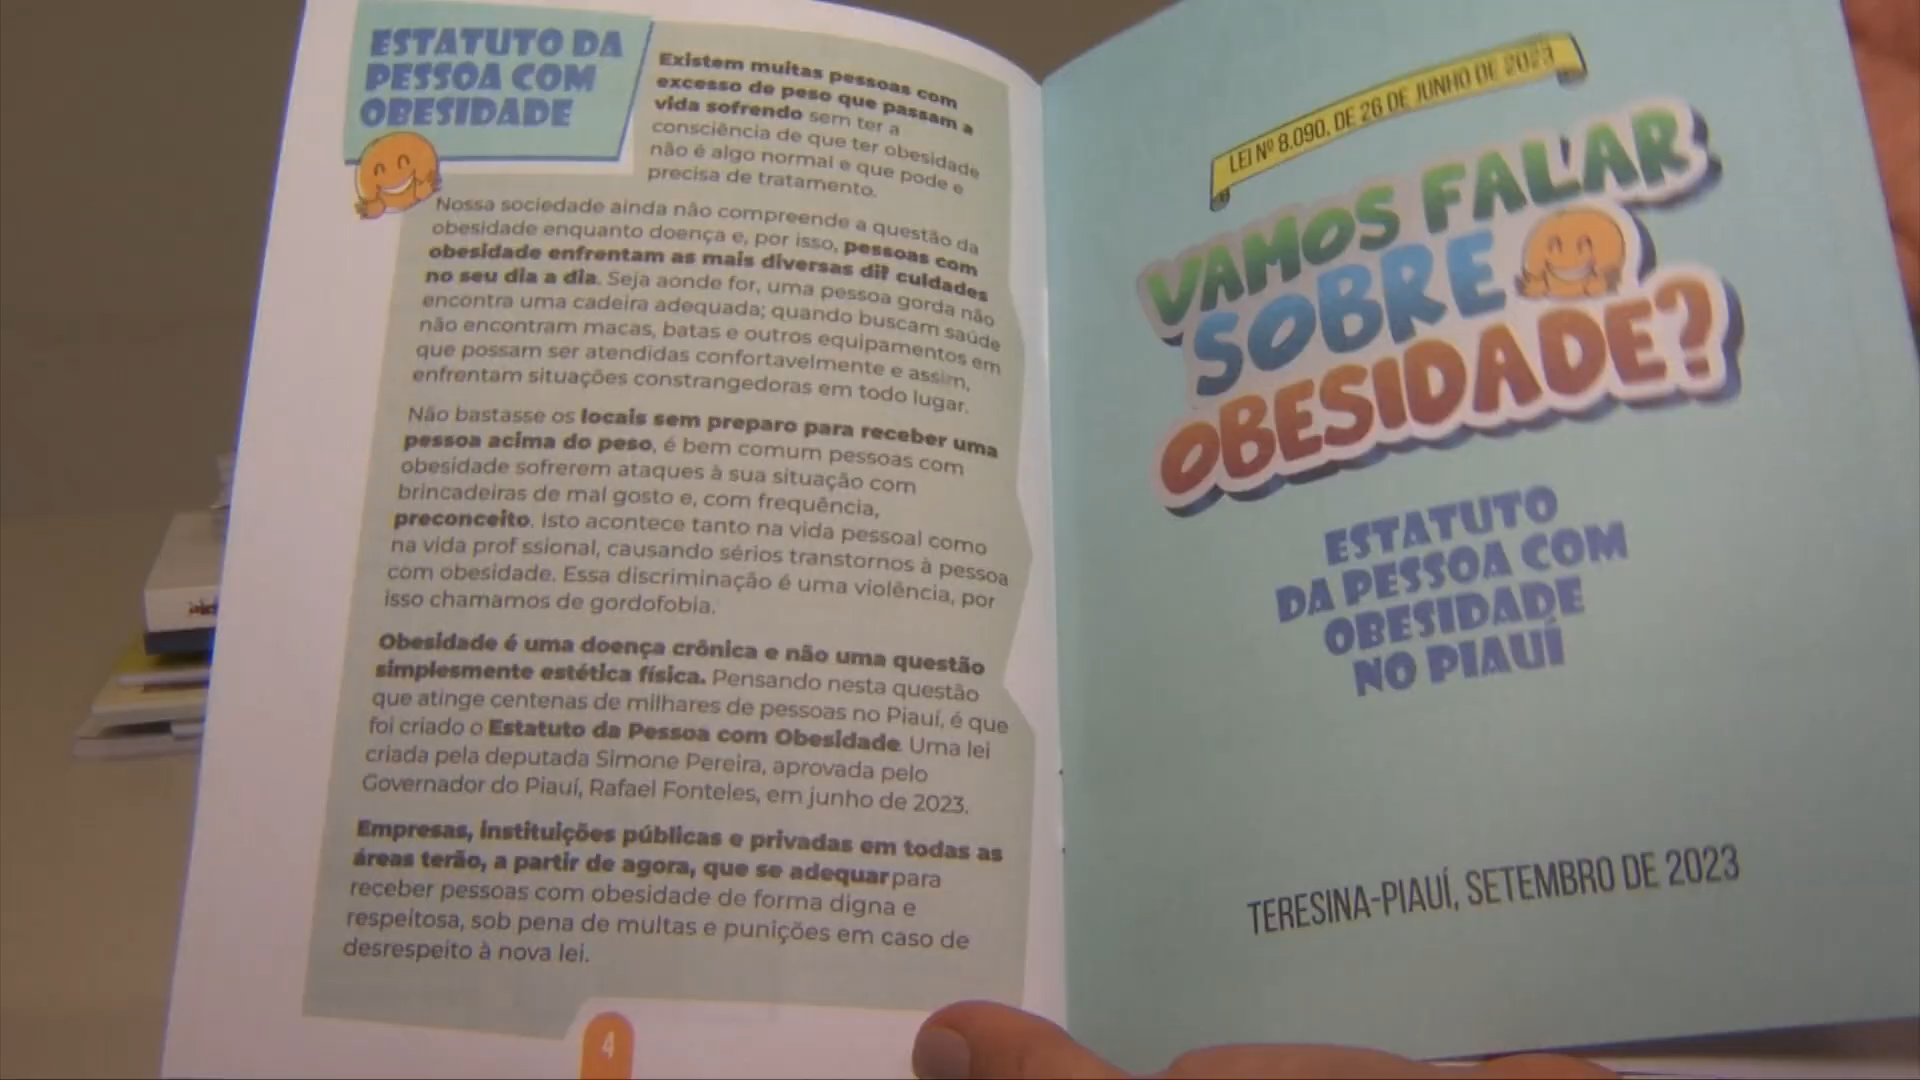 ESTATUTO DA
PESSOA COM
OBESIDADE
Existem muitas pessoas com
excesso de peso que passam a
vida sofrendo sem ter a
consciência de que ter obesidade
não é algo normal e que pode e
precisa de tratamento.
Nossa sociedade ainda não compreende a questão da
obesidade enquanto doença e, por isso, pessoas com
obesidade enfrentam as mais diversas dif culdades
no seu dia a dia. Seja aonde for, uma pessoa gorda não
encontra uma cadeira adequada; quando buscam saúde
não encontram macas, batas e outros equipamentos em
que possam ser atendidas confortavelmente e assim,
enfrentam situações constrangedoras em todo lugar.
Não bastasse os locais sem preparo para receber uma
pessoa acima do peso, é bem comum pessoas com
obesidade sofrerem ataques à sua situação com
brincadeiras de mal gosto e, com frequência,
preconceito. Isto acontece tanto na vida pessoal como
na vida prof ssional, causando sérios transtornos à pessoa
com obesidade. Essa discriminação é uma violência, por
isso chamamos de gordofobia.
Obesidade é uma doença crônica e não uma questão
simplesmente estética física. Pensando nesta questão
que atinge centenas de milhares de pessoas no Piauí, é que
foi criado o Estatuto da Pessoa com Obesidade. Uma lei
criada pela deputada Simone Pereira, aprovada pelo
Governador do Piauí, Rafael Fonteles, em junho de 2023.
Empresas, instituições públicas e privadas em todas as
áreas terão, a partir de agora, que se adequar para
receber pessoas com obesidade de forma digna e
respeitosa, sob pena de multas e punições em caso de
desrespeito à nova lei.
4
LEI Nº 8.090, DE 26 DE JUNHO DE 2023
VAMOS FALAR
SOBRE
OBESIDADE?
ESTATUTO
DA PESSOA COM
OBESIDADE
NO PIAUÍ
TERESINA-PIAUÍ, SETEMBRO DE 2023